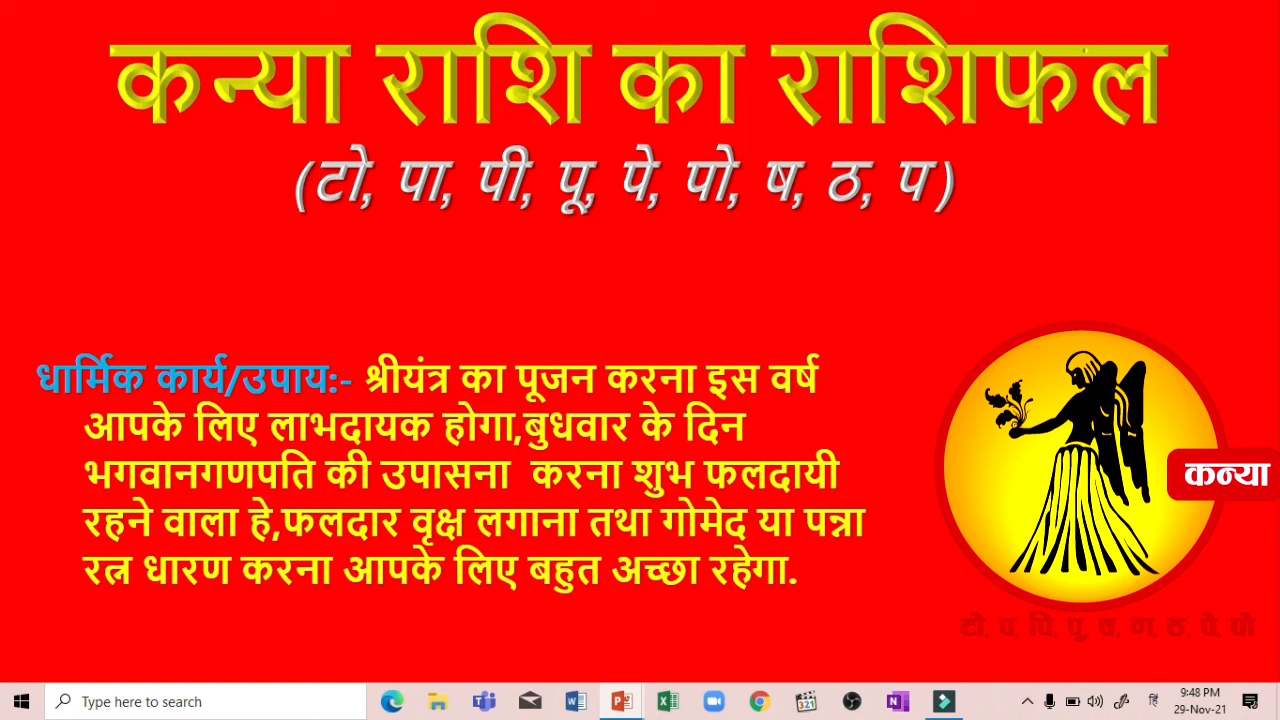 कन्या राशि का राशिफल
(टो, पा, पी, पू, पे, पो, ष, ठ, प)
धार्मिक कार्य/उपाय:- श्रीयंत्र का पूजन करना इस वर्ष
आपके लिए लाभदायक होगा,बुधवार के दिन
भगवानगणपति की उपासना करना शुभ फलदायी
रहने वाला हे,फलदार वृक्ष लगाना तथा गोमेद या पन्ना
रत्न धारण करना आपके लिए बहुत अच्छा रहेगा.
कन्या
टो, प, पि, पू, ष, ण, ठ, पे, पो
Type here to search
321
हिं
9:48 PM
29-Nov-21